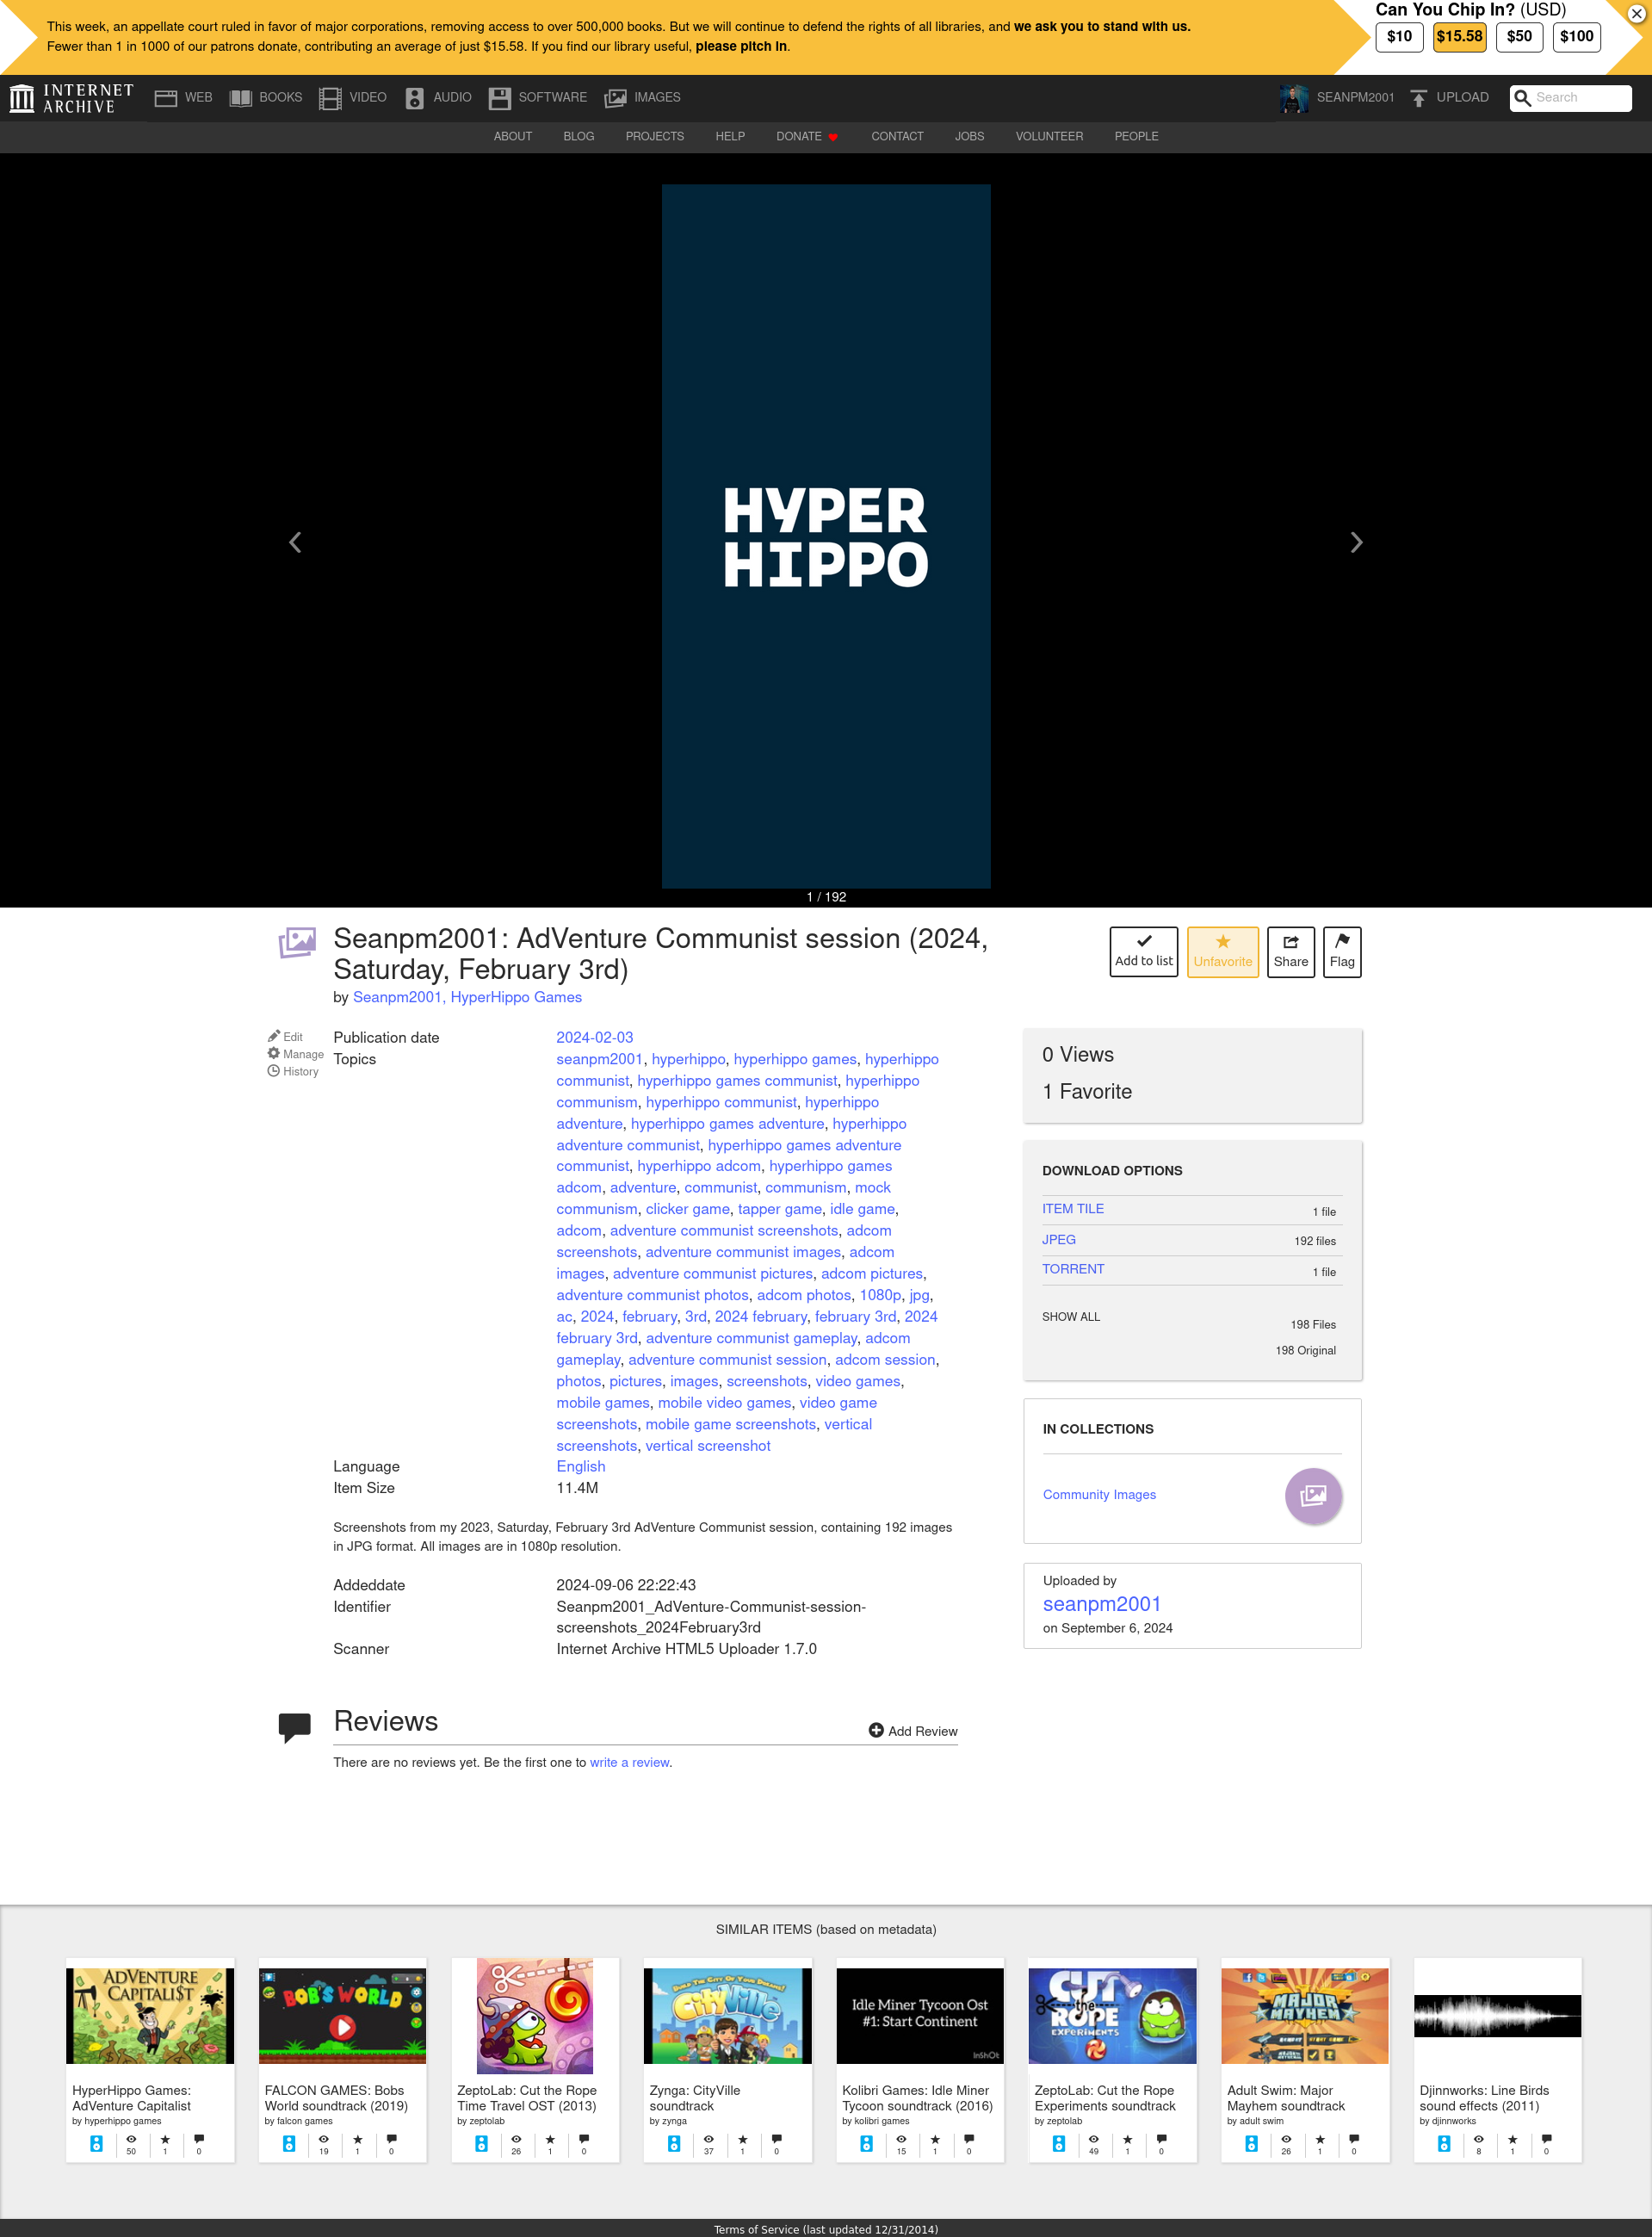 This week, an appellate court ruled in favor of major corporations, removing access to over 500,000 books. But we will continue to defend the rights of all libraries, and we ask you to stand with us.
Fewer than 1 in 1000 of our patrons donate, contributing an average of just $15.58. If you find our library useful, please pitch in.
Can You Chip In? (USD)
$10 $15.58 $50 $100
INTERNET
ARCHIVE
WEB BOOKS VIDEO AUDIO SOFTWARE IMAGES SEANPM2001 UPLOAD Search
ABOUT BLOG PROJECTS HELP DONATE CONTACT JOBS VOLUNTEER PEOPLE
HYPER
HIPPO
1 / 192
Seanpm2001: AdVenture Communist session (2024,
Saturday, February 3rd)
by Seanpm2001, HyperHippo Games
Add to list Unfavorite Share Flag
Edit
Manage
History
Publication date 2024-02-03
Topics seanpm2001, hyperhippo, hyperhippo games, hyperhippo
communist, hyperhippo games communist, hyperhippo
communism, hyperhippo communist, hyperhippo
adventure, hyperhippo games adventure, hyperhippo
adventure communist, hyperhippo games adventure
communist, hyperhippo adcom, hyperhippo games
adcom, adventure, communist, communism, mock
communism, clicker game, tapper game, idle game,
adcom, adventure communist screenshots, adcom
screenshots, adventure communist images, adcom
images, adventure communist pictures, adcom pictures,
adventure communist photos, adcom photos, 1080p, jpg,
ac, 2024, february, 3rd, 2024 february, february 3rd, 2024
february 3rd, adventure communist gameplay, adcom
gameplay, adventure communist session, adcom session,
photos, pictures, images, screenshots, video games,
mobile games, mobile video games, video game
screenshots, mobile game screenshots, vertical
screenshots, vertical screenshot
Language English
Item Size 11.4M
Screenshots from my 2023, Saturday, February 3rd AdVenture Communist session, containing 192 images
in JPG format. All images are in 1080p resolution.
Addeddate 2024-09-06 22:22:43
Identifier Seanpm2001_AdVenture-Communist-session-
screenshots_2024February3rd
Scanner Internet Archive HTML5 Uploader 1.7.0
0 Views
1 Favorite
DOWNLOAD OPTIONS
ITEM TILE 1 file
JPEG 192 files
TORRENT 1 file
SHOW ALL 198 Files
198 Original
IN COLLECTIONS
Community Images
Uploaded by
seanpm2001
on September 6, 2024
Reviews
Add Review
There are no reviews yet. Be the first one to write a review.
SIMILAR ITEMS (based on metadata)
ADVENTURE
CAPITALI$T
HyperHippo Games:
AdVenture Capitalist
by hyperhippo games
50 1 0
BOB'S WORLD
FALCON GAMES: Bobs
World soundtrack (2019)
by falcon games
19 1 0
ZeptoLab: Cut the Rope
Time Travel OST (2013)
by zeptolab
26 1 0
BUILD THE CITY OF YOUR DREAMS!
CityVille
Zynga: CityVille
soundtrack
by zynga
37 1 0
Idle Miner Tycoon Ost
#1: Start Continent
InShOt
Kolibri Games: Idle Miner
Tycoon soundtrack (2016)
by kolibri games
15 1 0
CUT
the
ROPE
EXPERIMENTS
ZeptoLab: Cut the Rope
Experiments soundtrack
by zeptolab
49 1 0
MAJOR
MAYHEM
Adult Swim: Major
Mayhem soundtrack
by adult swim
26 1 0
Djinnworks: Line Birds
sound effects (2011)
by djinnworks
8 1 0
Terms of Service (last updated 12/31/2014)